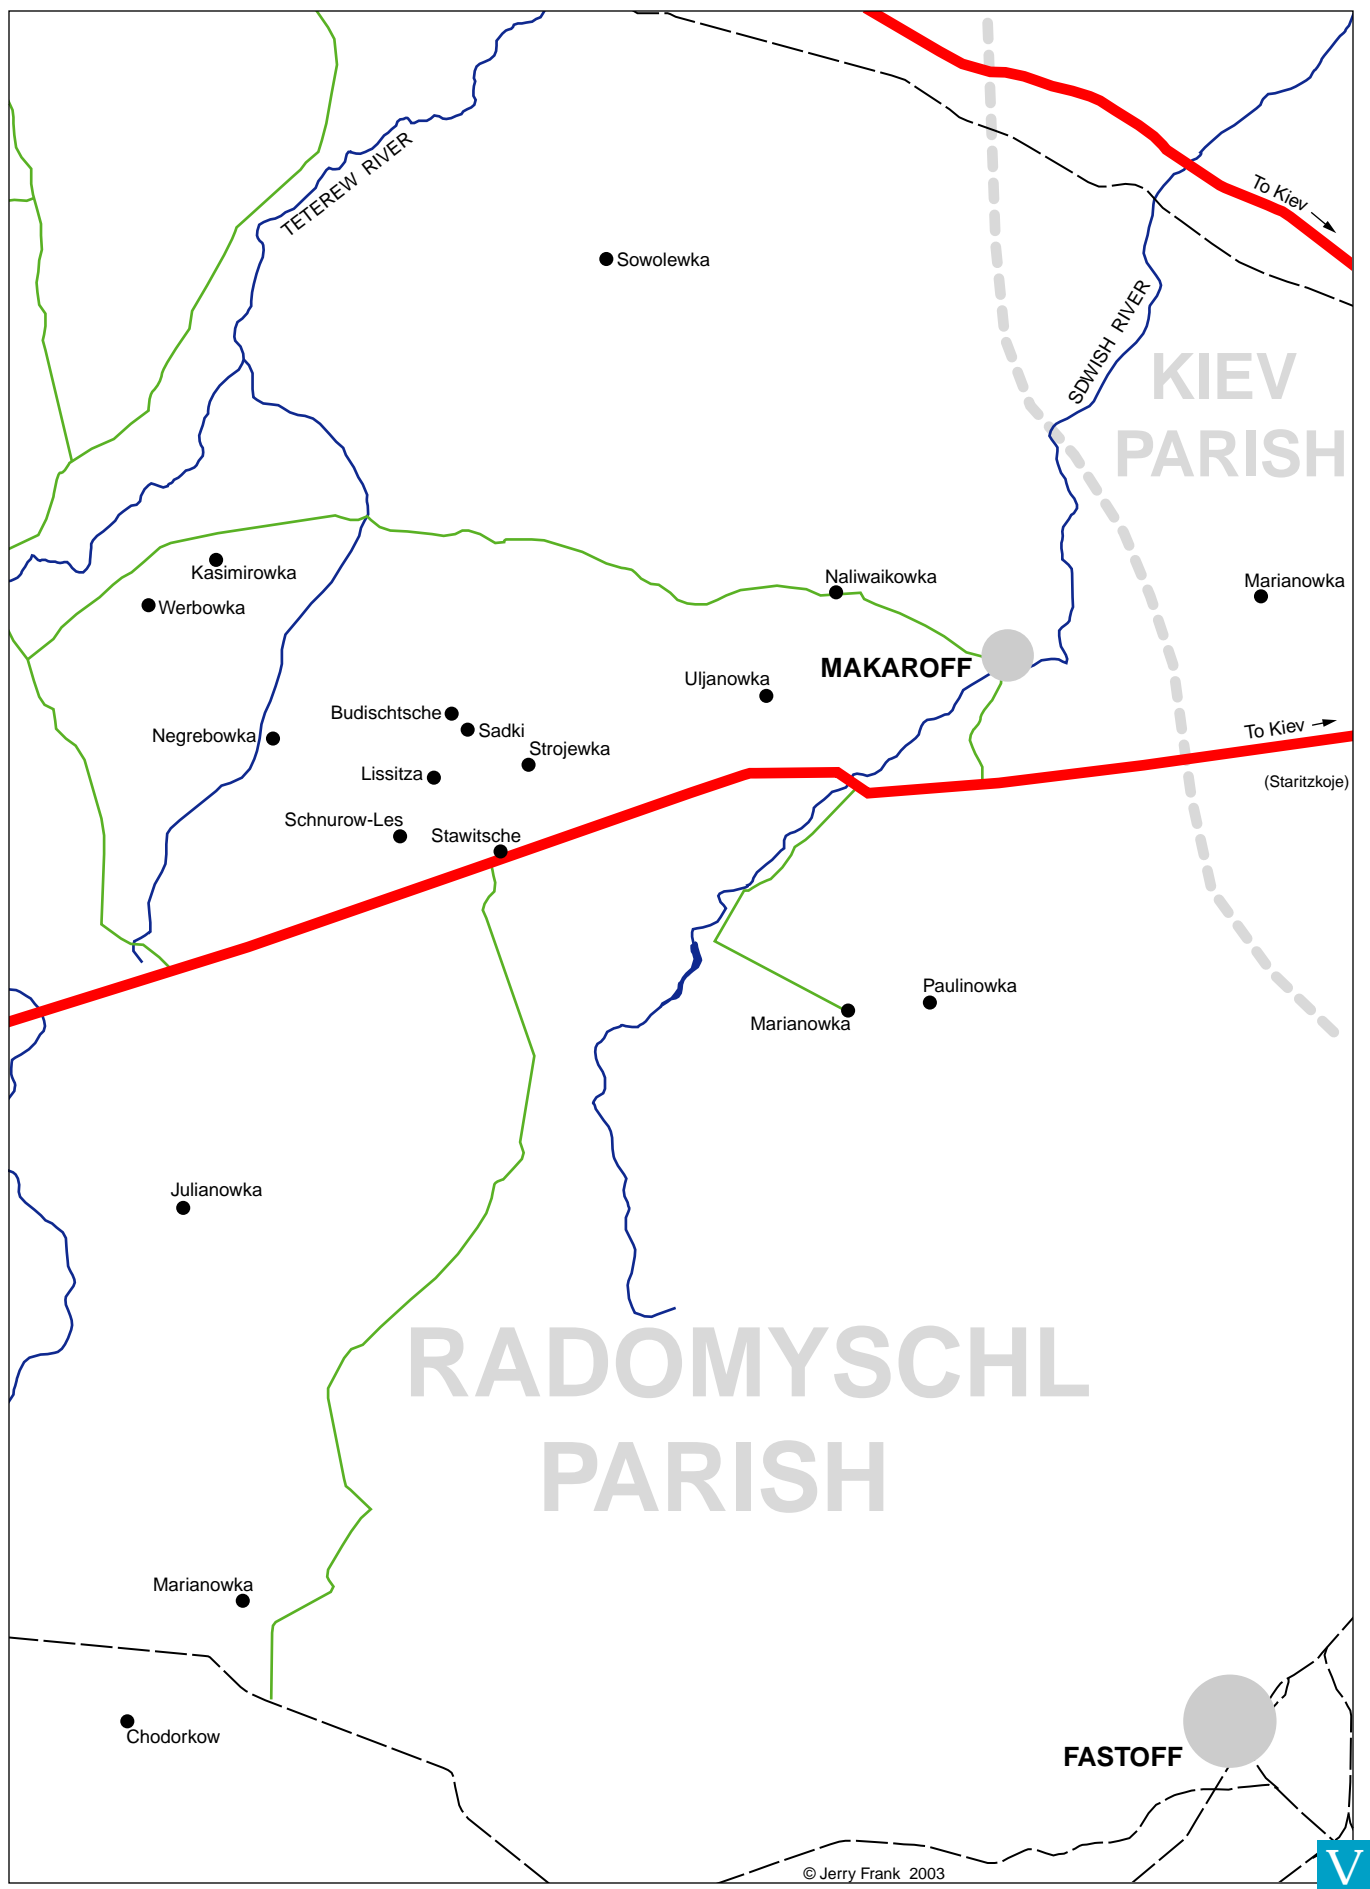 TETEREW RIVER
To Kiev
Sowolewka
SDWISH RIVER
KIEV
PARISH
Kasimirowka
Werbowka
Naliwaikowka
Marianowka
MAKAROFF
Uljanowka
Budischtsche
Sadki
Negrebowka
Strojewka
To Kiev
Lissitza
(Staritzkoje)
Schnurow-Les
Stawitsche
Paulinowka
Marianowka
Julianowka
RADOMYSCHL
PARISH
Marianowka
Chodorkow
FASTOFF
© Jerry Frank 2003
V